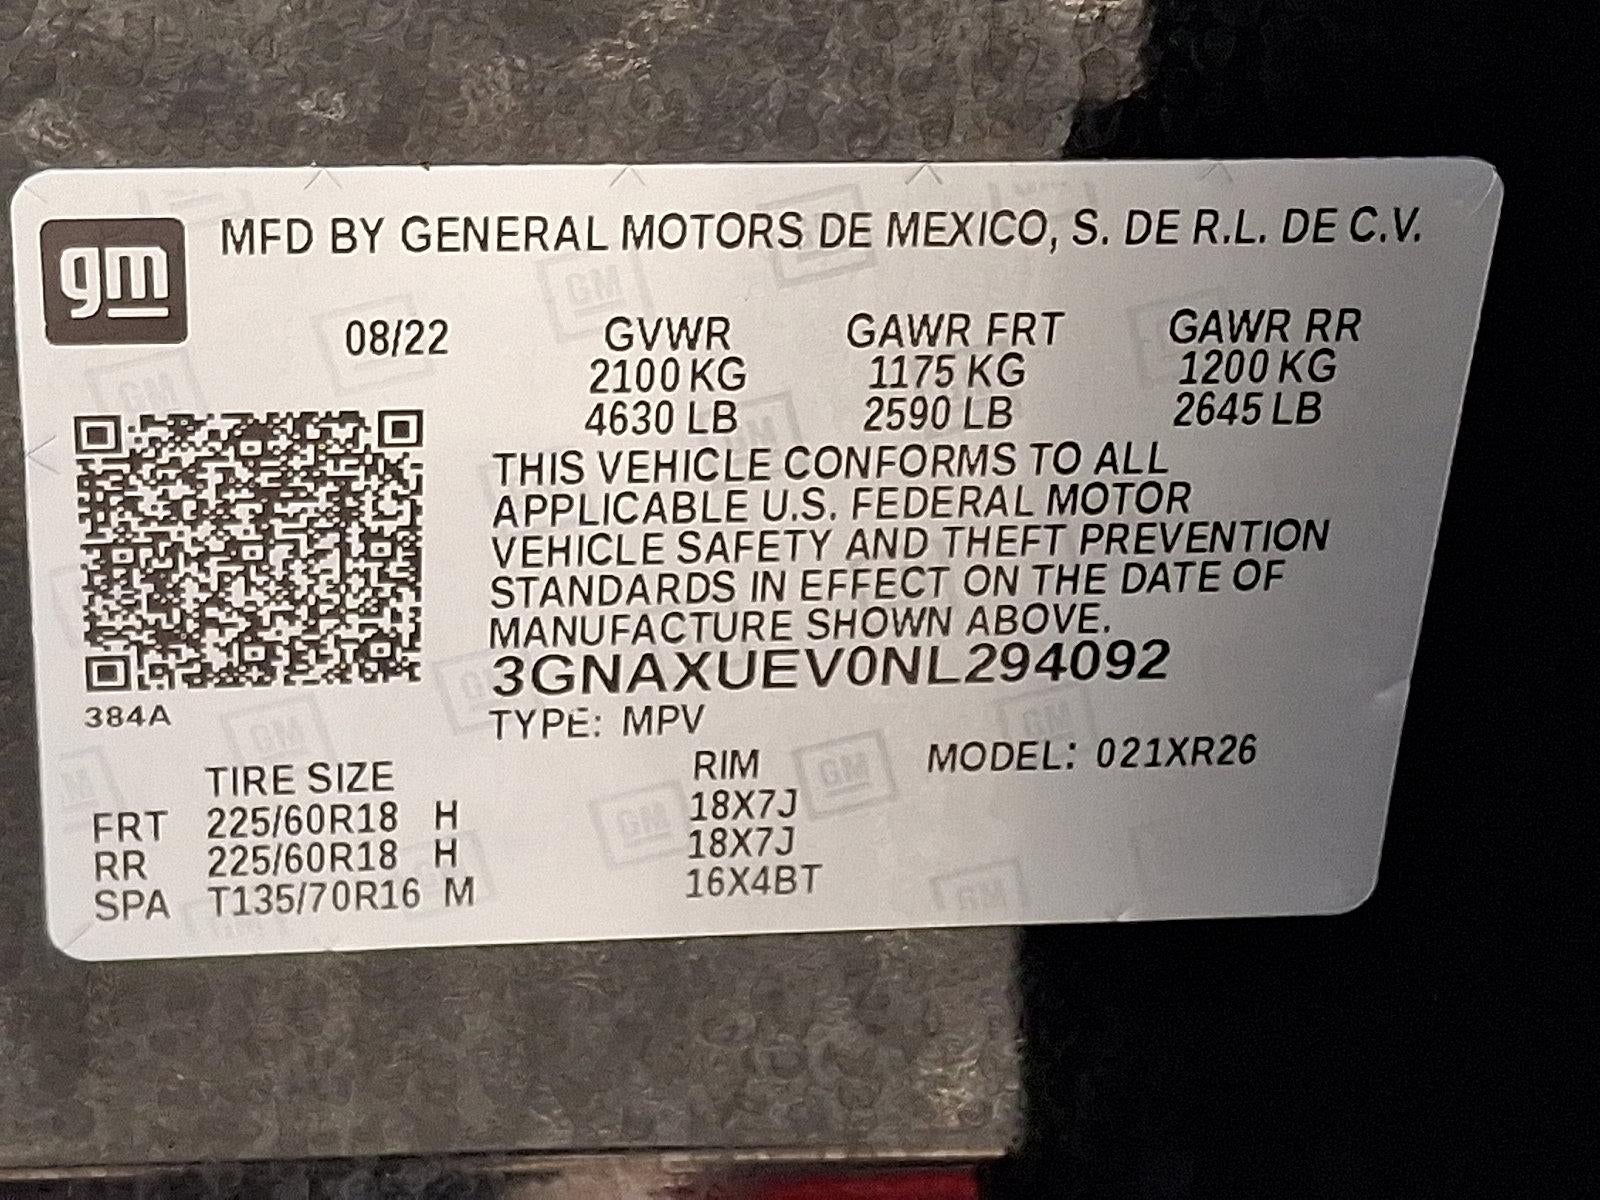 gm
MFD BY GENERAL MOTORS DE MEXICO, S. DE R.L. DE C.V.
08/22 GVWR GAWR FRT GAWR RR
2100 KG 1175 KG 1200 KG
4630 LB 2590 LB 2645 LB
THIS VEHICLE CONFORMS TO ALL
APPLICABLE U.S. FEDERAL MOTOR
VEHICLE SAFETY AND THEFT PREVENTION
STANDARDS IN EFFECT ON THE DATE OF
MANUFACTURE SHOWN ABOVE.
3GNAXUEV0NL294092
384A
TYPE: MPV MODEL: 021XR26
TIRE SIZE RIM
FRT 225/60R18 H 18X7J
RR 225/60R18 H 18X7J
SPA T135/70R16 M 16X4BT